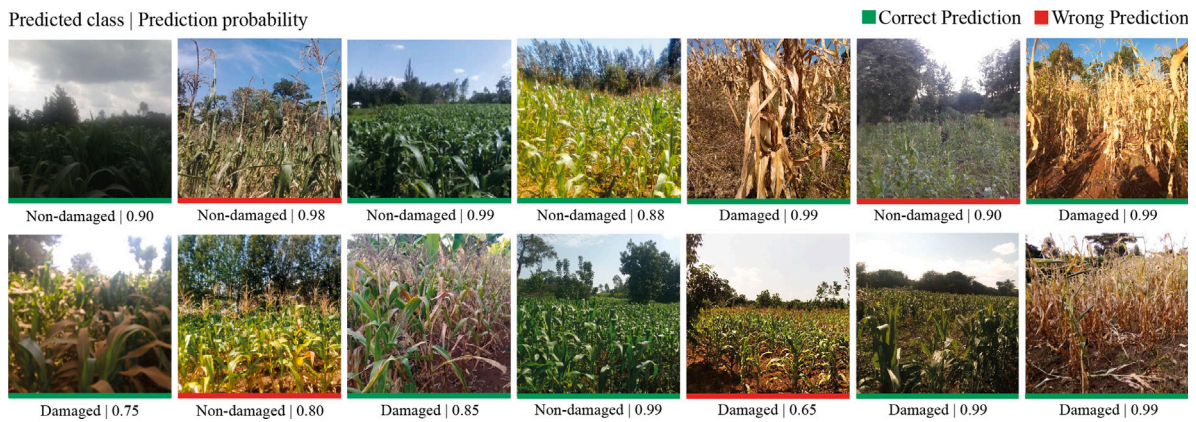 Predicted class | Prediction probability
Correct Prediction
Wrong Prediction
Non-damaged | 0.90
Non-damaged | 0.98
Non-damaged | 0.99
Non-damaged | 0.88
Damaged | 0.99
Non-damaged | 0.90
Damaged | 0.99
Damaged | 0.75
Non-damaged | 0.80
Damaged | 0.85
Non-damaged | 0.99
Damaged | 0.65
Damaged | 0.99
Damaged | 0.99